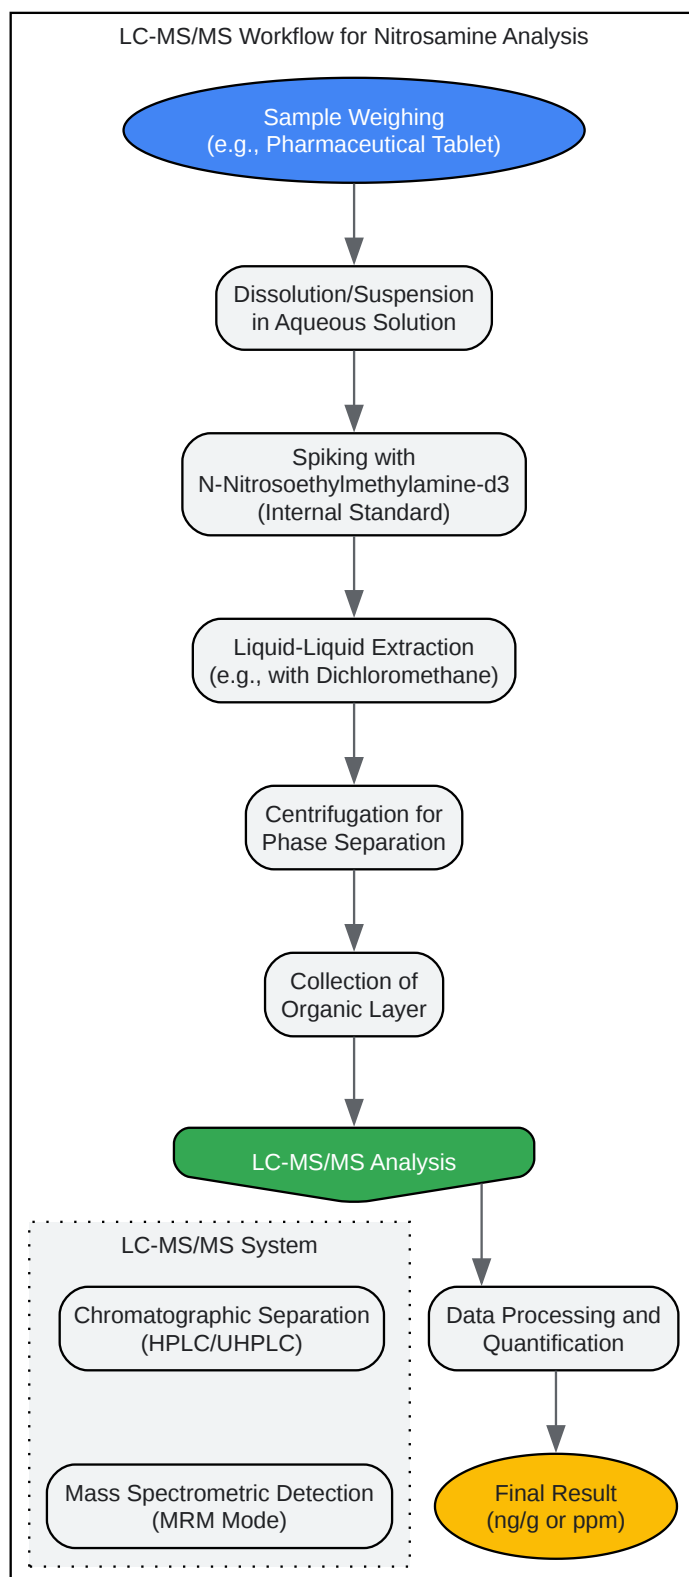 LC-MS/MS Workflow for Nitrosamine Analysis
Sample Weighing
(e.g., Pharmaceutical Tablet)
Dissolution/Suspension
in Aqueous Solution
Spiking with
N-Nitrosoethylmethylamine-d3
(Internal Standard)
Liquid-Liquid Extraction
(e.g., with Dichloromethane)
Centrifugation for
Phase Separation
Collection of
Organic Layer
LC-MS/MS Analysis
LC-MS/MS System
Chromatographic Separation
(HPLC/UHPLC)
Data Processing and
Quantification
Mass Spectrometric Detection
(MRM Mode)
Final Result
(ng/g or ppm)